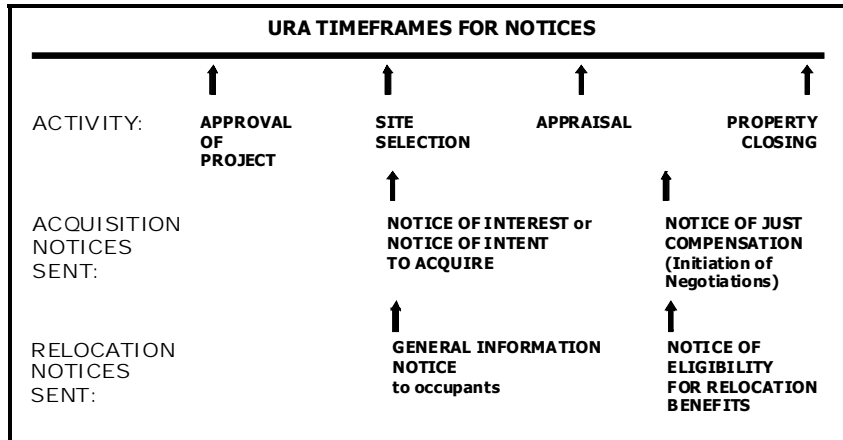 URA TIMEFRAMES FOR NOTICES
ACTIVITY:
APPROVAL
OF
PROJECT
SITE
SELECTION
APPRAISAL
PROPERTY
CLOSING
ACQUISITION
NOTICES
SENT:
NOTICE OF INTEREST or
NOTICE OF INTENT
TO ACQUIRE
NOTICE OF JUST
COMPENSATION
(Initiation of
Negotiations)
RELOCATION
NOTICES
SENT:
GENERAL INFORMATION
NOTICE
to occupants
NOTICE OF
ELIGIBILITY
FOR RELOCATION
BENEFITS